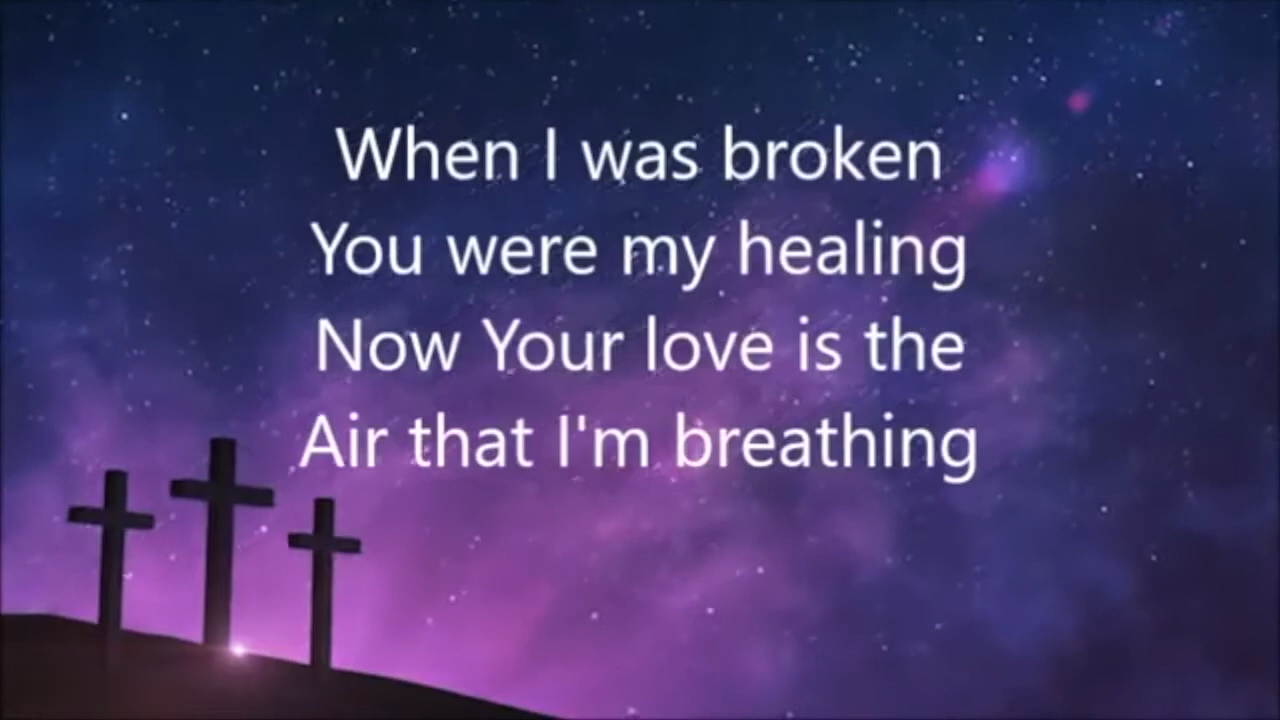 When I was broken
You were my healing
Now Your love is the
Air that I'm breathing